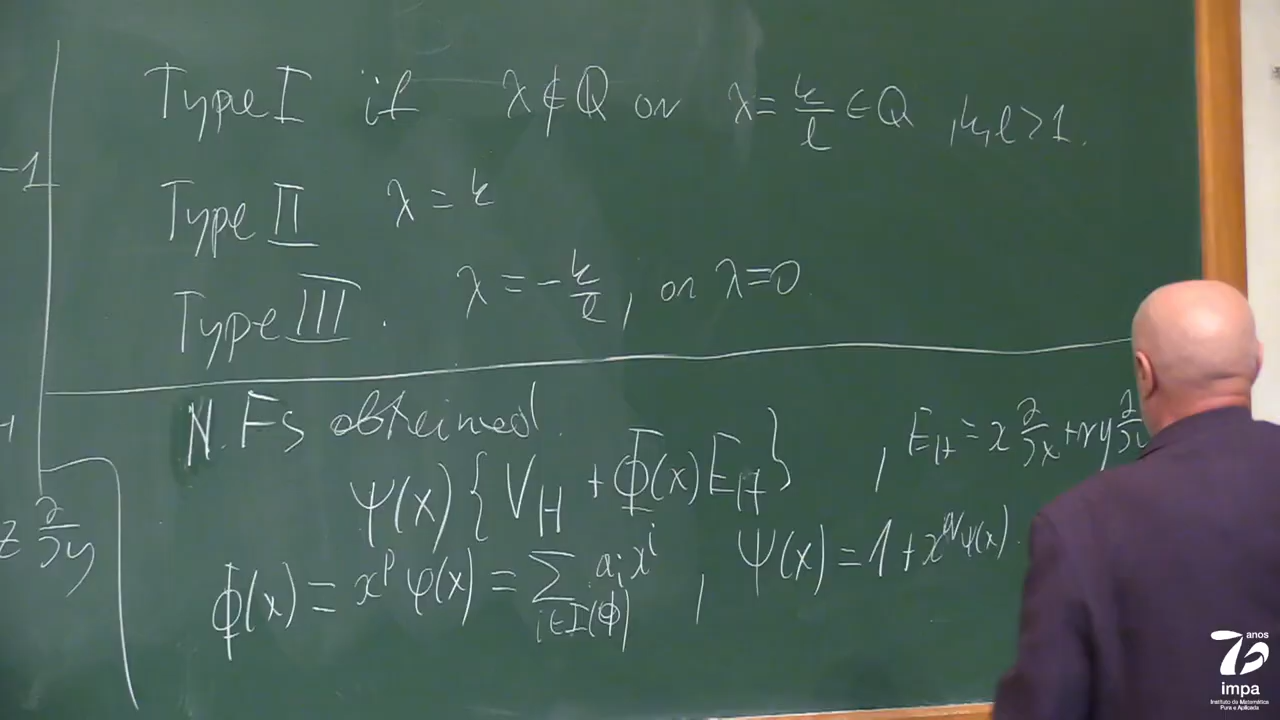 Type I if λ ∉ Q or λ = k/l ∈ Q , k, l > 1.
-1
Type II λ = k
Type III . λ = - k/l , or λ = 0.
N.Fs obtained.
Ψ(x) { V_H + Φ(x) E_H } , E_H = x ∂/∂x + ry ∂/∂
z ∂/∂y
Φ(x) = x^p φ(x) = Σ_{i∈I(Φ)} a_i x^i , Ψ(x) = 1 + x^q ψ(x).
75 anos
impa
Instituto de Matemática
Pura e Aplicada